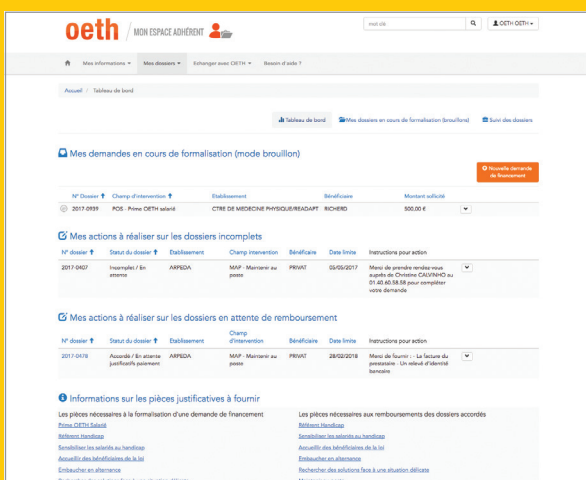 oeth / MON ESPACE ADHÉRENT
mot clé
OETH OETH
Mes informations
Mes dossiers
Echanger avec OETH
Besoin d'aide ?
Accueil / Tableau de bord
Tableau de bord
Mes dossiers en cours de formalisation (brouillons)
Suivi des dossiers
Mes demandes en cours de formalisation (mode brouillon)
Nouvelle demande
de financement
N° Dossier Champ d'intervention Etablissement Bénéficiaire Montant sollicité
2017-0939 POS - Prime OETH salarié CTRE DE MEDECINE PHYSIQUE/READAPT RICHERD 500,00 €
Mes actions à réaliser sur les dossiers incomplets
N° dossier Statut du dossier Etablissement Champ intervention Bénéficiaire Date limite Instructions pour action
2017-0407 Incomplet / En ARPEDA MAP - Maintenir au PRIVAT 05/05/2017 Merci de prendre rendez-vous
attente poste auprès de Christine CALVINHO au
01.40.60.58.58 pour compléter
votre demande
Mes actions à réaliser sur les dossiers en attente de remboursement
Champ
N° dossier Statut du dossier Etablissement d'intervention Bénéficiaire Date limite Instructions pour action
2017-0478 Accordé / En attente ARPEDA MAP - Maintenir au PRIVAT 28/02/2018 Merci de fournir : - La facture du
justificatifs paiement poste prestataire - Un relevé d'identité
bancaire
Informations sur les pièces justificatives à fournir
Les pièces nécessaires à la formalisation d'une demande de financement
Les pièces nécessaires aux remboursements des dossiers accordés
Prime OETH Salarié
Référent Handicap
Référent Handicap
Sensibiliser les salariés au handicap
Sensibiliser les salariés au handicap
Accueillir des bénéficiaires de la loi
Accueillir des bénéficiaires de la loi
Embaucher en alternance
Embaucher en alternance
Rechercher des solutions face à une situation délicate